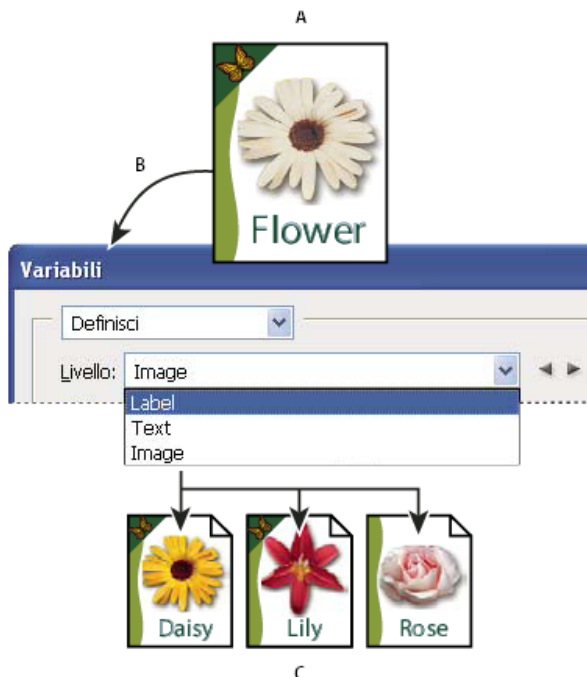 A
B
Flower
Variabili
Definisci
Livello: Image
Label
Text
Image
Daisy
Lily
Rose
C